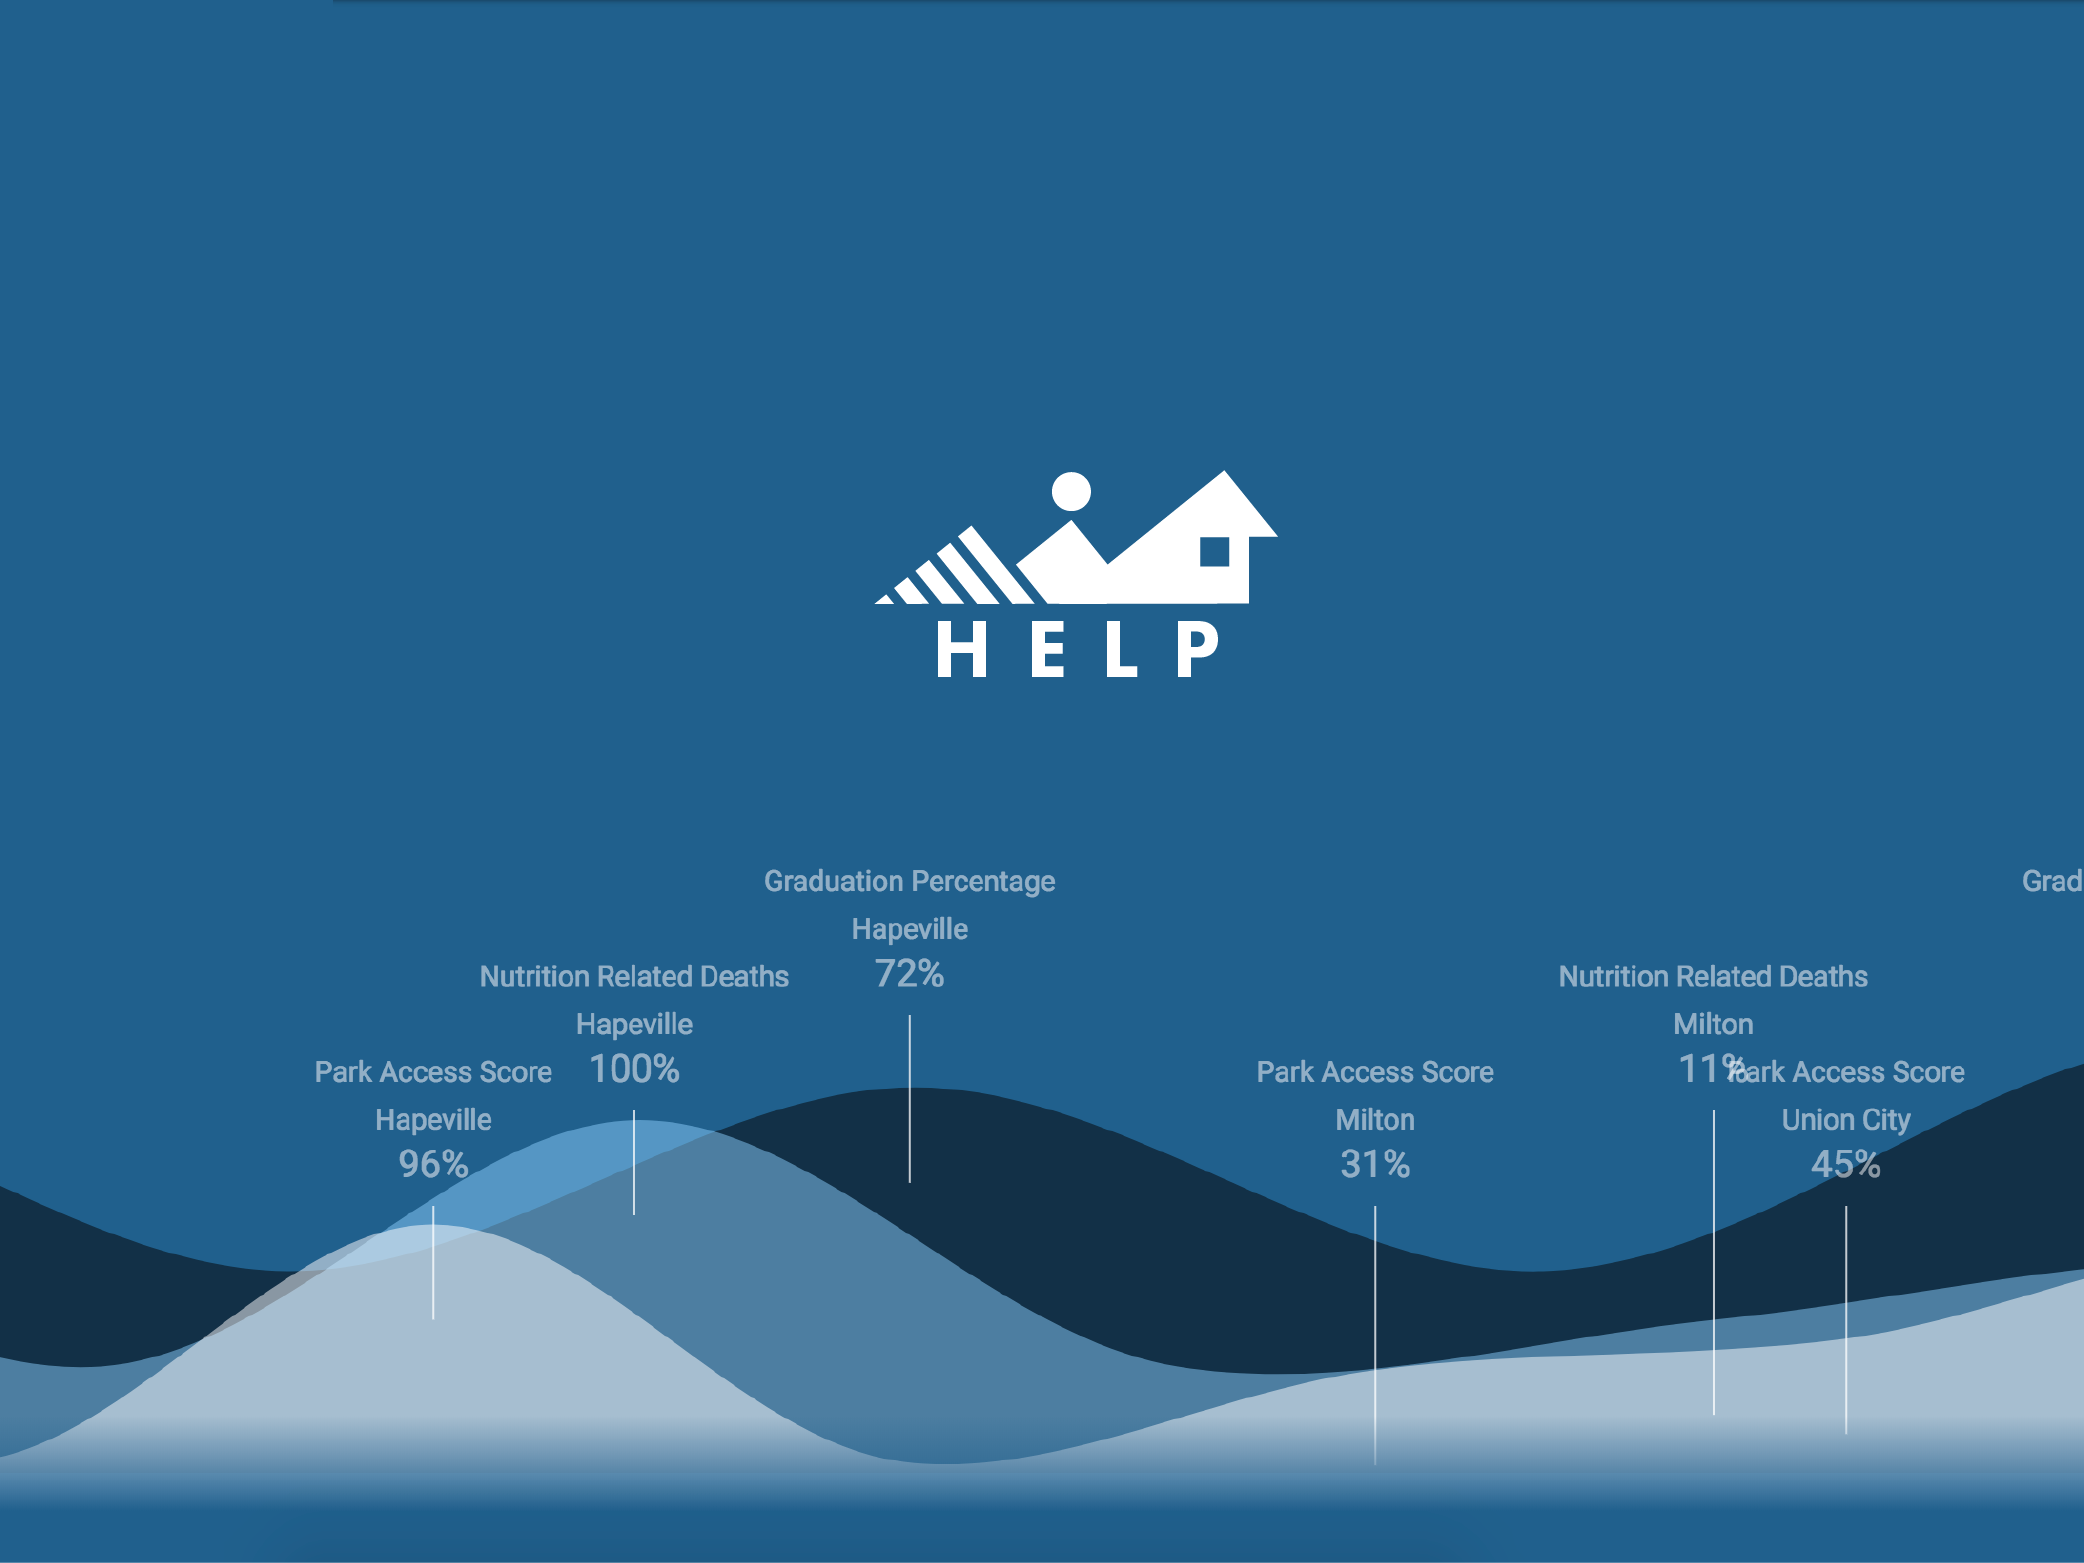 HELP
Graduation Percentage
Hapeville
72%
Grad
Nutrition Related Deaths
Hapeville
100%
Nutrition Related Deaths
Milton
11%
Park Access Score
Hapeville
96%
Park Access Score
Milton
31%
Park Access Score
Union City
45%